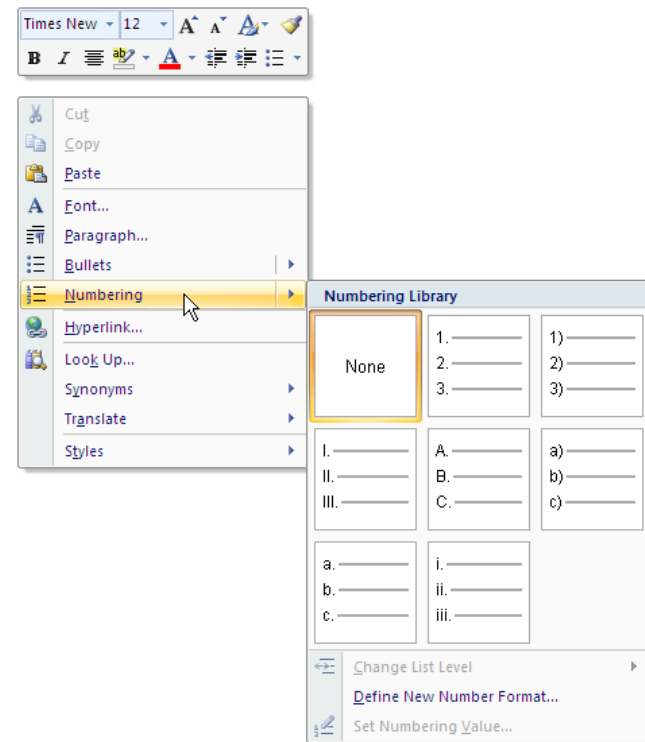 Times New 12 A A Aa
B I ab A
Cut
Copy
Paste
A Font...
Paragraph...
Bullets
Numbering
Numbering Library
Hyperlink...
Look Up...
Synonyms
Translate
Styles
None
1.
2.
3.
1)
2)
3)
I.
II.
III.
A.
B.
C.
a)
b)
c)
a.
b.
c.
i.
ii.
iii.
Change List Level
Define New Number Format...
Set Numbering Value...